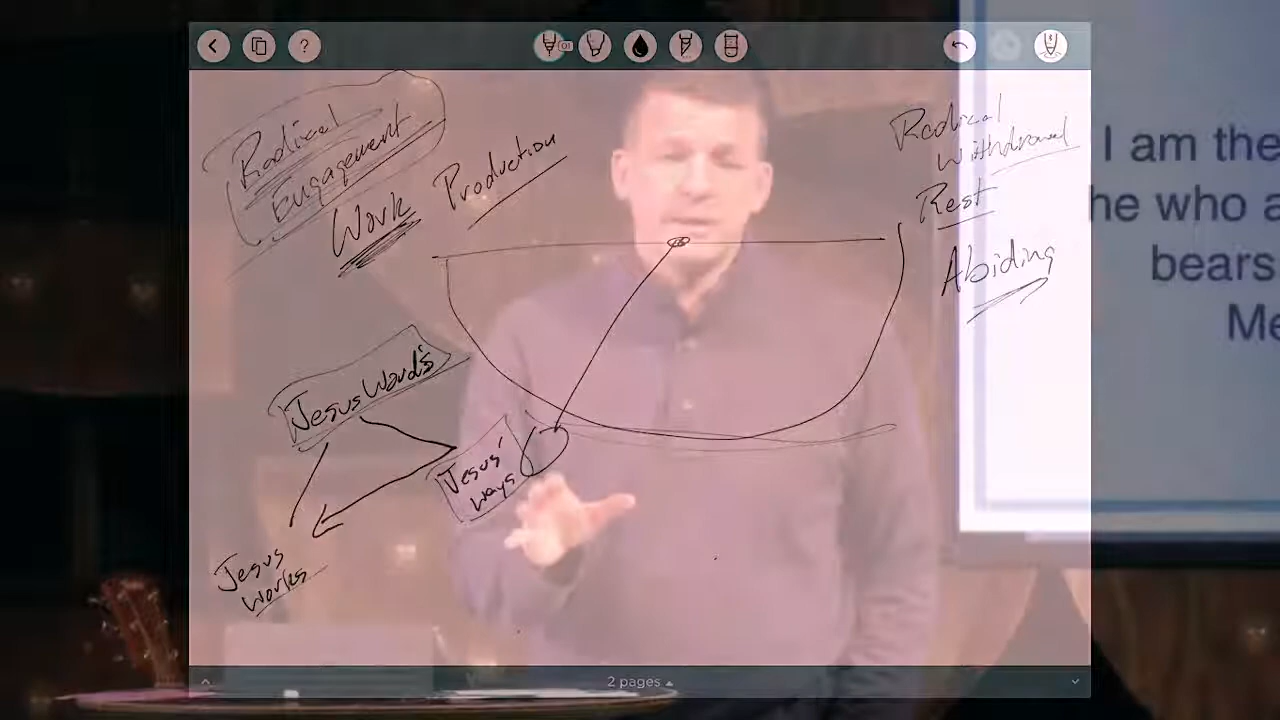 Radical
Engagement
Work
Production
Radical
Withdrawal
Rest
Abiding
Jesus Words
Jesus'
Ways
Jesus
Works
I am the
he who a
bears
Me
?
01
2 pages